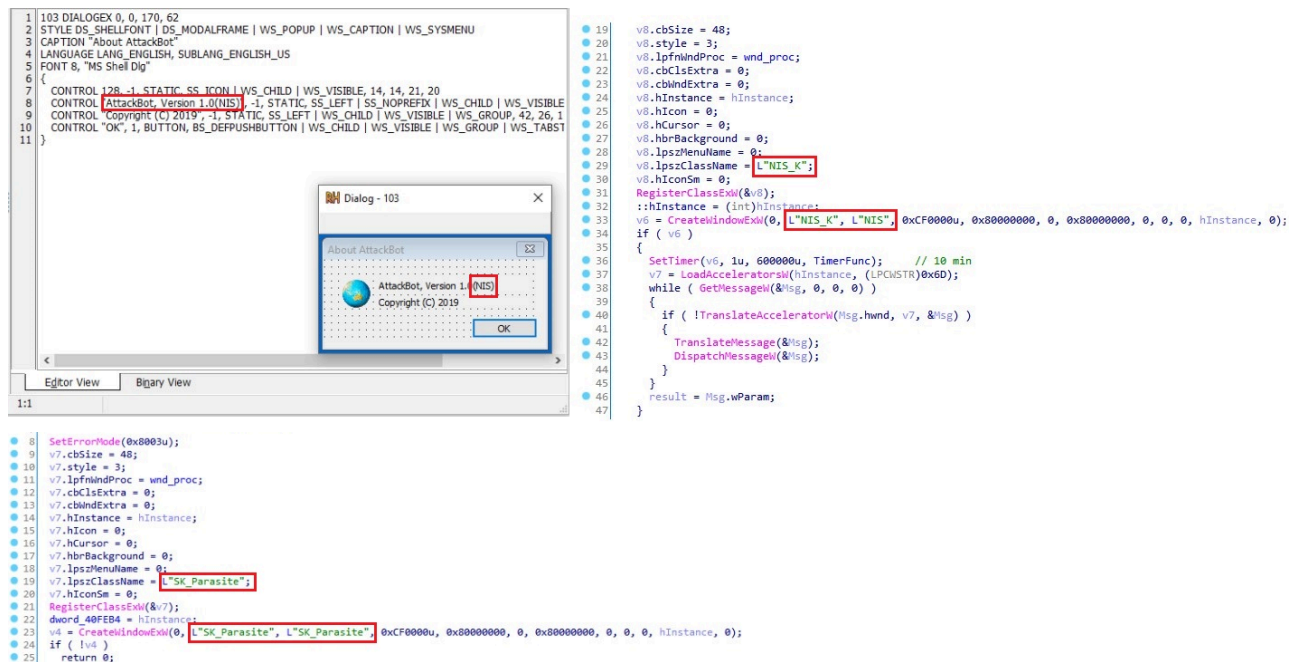 1 103 DIALOGEX 0, 0, 170, 62
2 STYLE DS_SHELLFONT | DS_MODALFRAME | WS_POPUP | WS_CAPTION | WS_SYSMENU
3 CAPTION "About AttackBot"
4 LANGUAGE LANG_ENGLISH, SUBLANG_ENGLISH_US
5 FONT 8, "MS Shell Dlg"
6 {
7 CONTROL 128, -1, STATIC, SS_ICON | WS_CHILD | WS_VISIBLE, 14, 14, 21, 20
8 CONTROL "AttackBot, Version 1.0(NIS)", -1, STATIC, SS_LEFT | SS_NOPREFIX | WS_CHILD | WS_VISIBLE
9 CONTROL "Copyright (C) 2019", -1, STATIC, SS_LEFT | WS_CHILD | WS_VISIBLE | WS_GROUP, 42, 26, 1
10 CONTROL "OK", 1, BUTTON, BS_DEFPUSHBUTTON | WS_CHILD | WS_VISIBLE | WS_GROUP | WS_TABST
11 }
RH Dialog - 103
About AttackBot
AttackBot, Version 1.0(NIS)
Copyright (C) 2019
OK
Editor View Binary View
1:1
19 v8.cbSize = 48;
20 v8.style = 3;
21 v8.lpfnWndProc = wnd_proc;
22 v8.cbClsExtra = 0;
23 v8.cbWndExtra = 0;
24 v8.hInstance = hInstance;
25 v8.hIcon = 0;
26 v8.hCursor = 0;
27 v8.hbrBackground = 0;
28 v8.lpszMenuName = 0;
29 v8.lpszClassName = L"NIS_K";
30 v8.hIconSm = 0;
31 RegisterClassExW(&v8);
32 ::hInstance = (int)hInstance;
33 v6 = CreateWindowExW(0, L"NIS_K", L"NIS", 0xCF0000u, 0x80000000, 0, 0x80000000, 0, 0, 0, hInstance, 0);
34 if ( v6 )
35 {
36 SetTimer(v6, 1u, 600000u, TimerFunc); // 10 min
37 v7 = LoadAcceleratorsW(hInstance, (LPCWSTR)0x6D);
38 while ( GetMessageW(&Msg, 0, 0, 0) )
39 {
40 if ( !TranslateAcceleratorW(Msg.hwnd, v7, &Msg) )
41 {
42 TranslateMessage(&Msg);
43 DispatchMessageW(&Msg);
44 }
45 }
46 result = Msg.wParam;
47 }
8 SetErrorMode(0x8003u);
9 v7.cbSize = 48;
10 v7.style = 3;
11 v7.lpfnWndProc = wnd_proc;
12 v7.cbClsExtra = 0;
13 v7.cbWndExtra = 0;
14 v7.hInstance = hInstance;
15 v7.hIcon = 0;
16 v7.hCursor = 0;
17 v7.hbrBackground = 0;
18 v7.lpszMenuName = 0;
19 v7.lpszClassName = L"SK_Parasite";
20 v7.hIconSm = 0;
21 RegisterClassExW(&v7);
22 dword_40FEB4 = hInstance;
23 v4 = CreateWindowExW(0, L"SK_Parasite", L"SK_Parasite", 0xCF0000u, 0x80000000, 0, 0x80000000, 0, 0, 0, hInstance, 0);
24 if ( !v4 )
25 return 0;